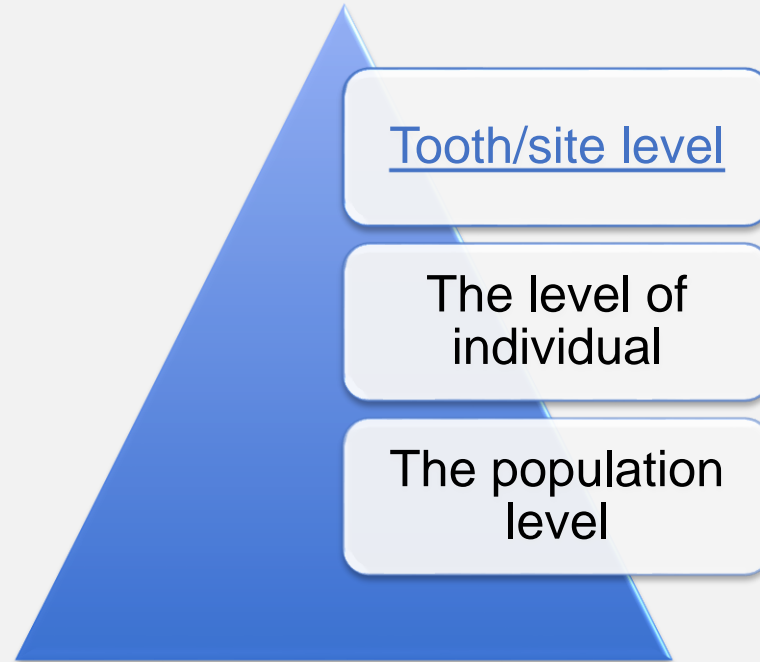 Tooth/site level
The level of
individual
The population
level